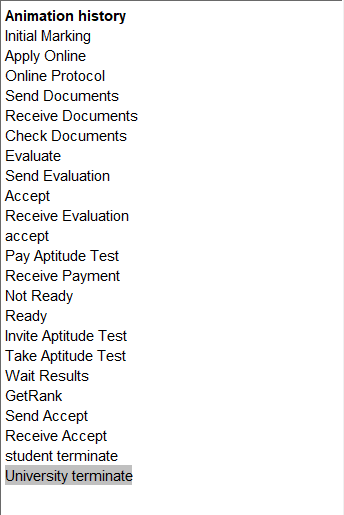 Animation history
Initial Marking
Apply Online
Online Protocol
Send Documents
Receive Documents
Check Documents
Evaluate
Send Evaluation
Accept
Receive Evaluation
accept
Pay Aptitude Test
Receive Payment
Not Ready
Ready
Invite Aptitude Test
Take Aptitude Test
Wait Results
GetRank
Send Accept
Receive Accept
student terminate
University terminate